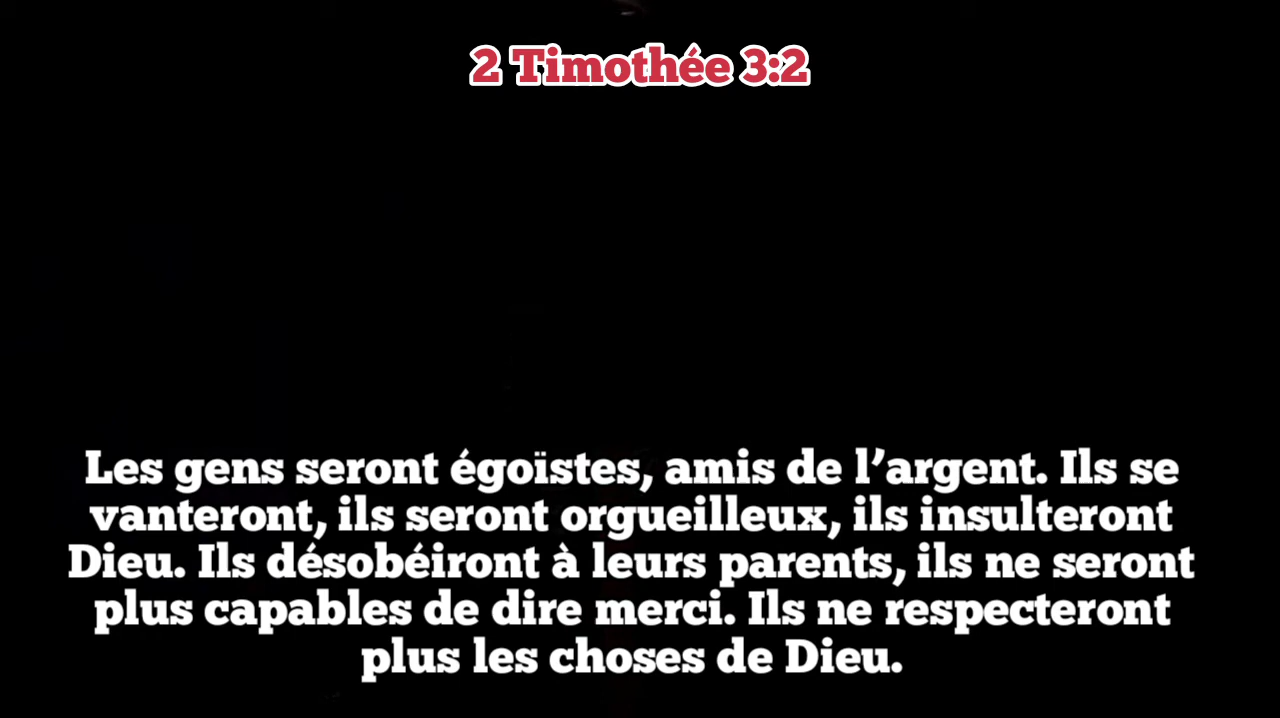 2 Timothée 3:2
Les gens seront égoïstes, amis de l’argent. Ils se
vanteront, ils seront orgueilleux, ils insulteront
Dieu. Ils désobéiront à leurs parents, ils ne seront
plus capables de dire merci. Ils ne respecteront
plus les choses de Dieu.